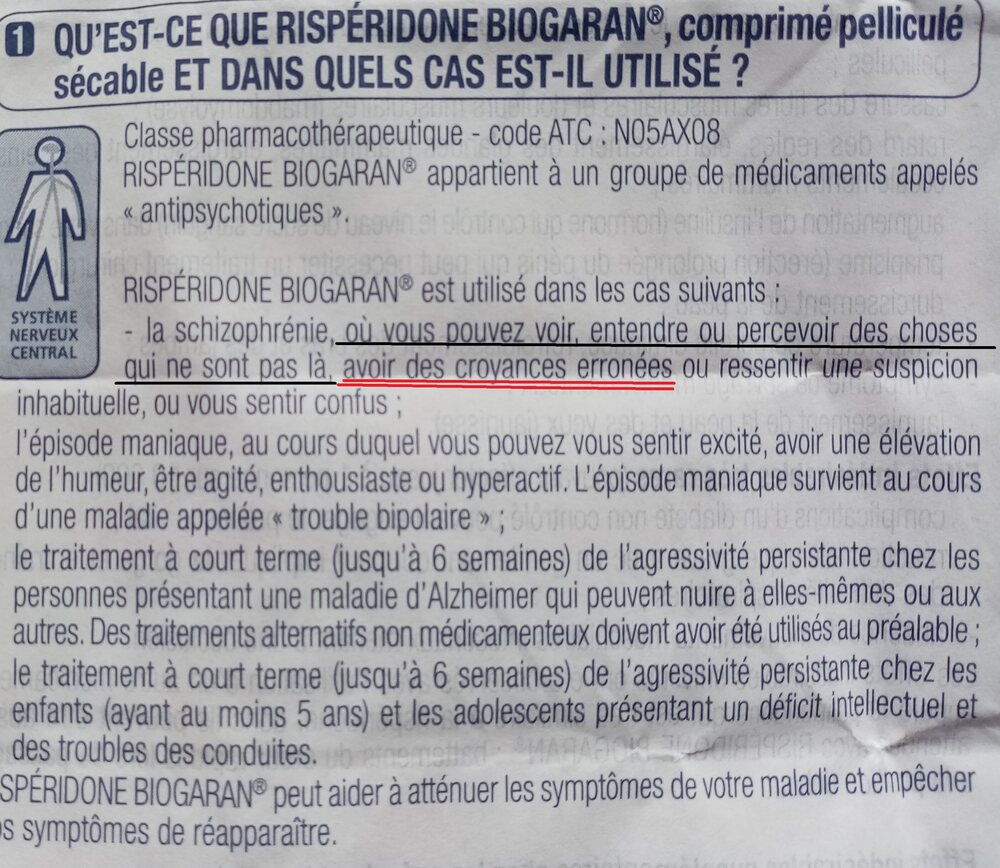 1 QU'EST-CE QUE RISPÉRIDONE BIOGARAN®, comprimé pelliculé
sécable ET DANS QUELS CAS EST-IL UTILISÉ ?
Classe pharmacothérapeutique - code ATC : N05AX08
RISPÉRIDONE BIOGARAN® appartient à un groupe de médicaments appelés
« antipsychotiques ».
RISPÉRIDONE BIOGARAN® est utilisé dans les cas suivants :
SYSTÈME
NERVEUX
CENTRAL
- la schizophrénie, où vous pouvez voir, entendre ou percevoir des choses
qui ne sont pas là, avoir des croyances erronées ou ressentir une suspicion
inhabituelle, ou vous sentir confus ;
l'épisode maniaque, au cours duquel vous pouvez vous sentir excité, avoir une élévation
de l'humeur, être agité, enthousiaste ou hyperactif. L'épisode maniaque survient au cours
d'une maladie appelée « trouble bipolaire » ;
le traitement à court terme (jusqu'à 6 semaines) de l'agressivité persistante chez les
personnes présentant une maladie d'Alzheimer qui peuvent nuire à elles-mêmes ou aux
autres. Des traitements alternatifs non médicamenteux doivent avoir été utilisés au préalable ;
le traitement à court terme (jusqu'à 6 semaines) de l'agressivité persistante chez les
enfants (ayant au moins 5 ans) et les adolescents présentant un déficit intellectuel et
des troubles des conduites.
SPÉRIDONE BIOGARAN® peut aider à atténuer les symptômes de votre maladie et empêcher
os symptômes de réapparaître.